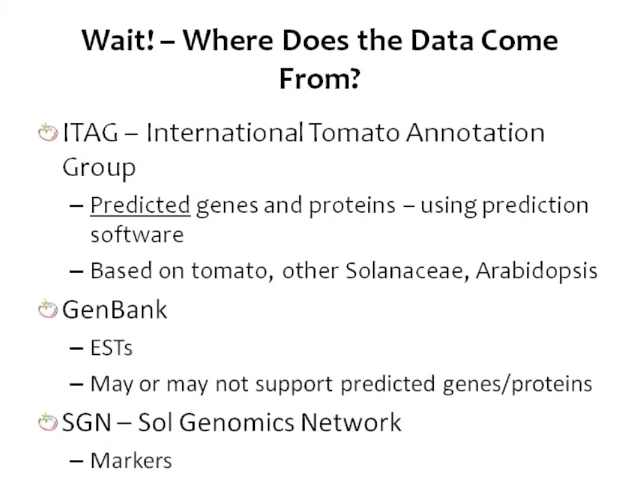 Wait! – Where Does the Data Come
From?
ITAG – International Tomato Annotation
Group
– Predicted genes and proteins – using prediction
software
– Based on tomato, other Solanaceae, Arabidopsis
GenBank
– ESTs
– May or may not support predicted genes/proteins
SGN – Sol Genomics Network
– Markers